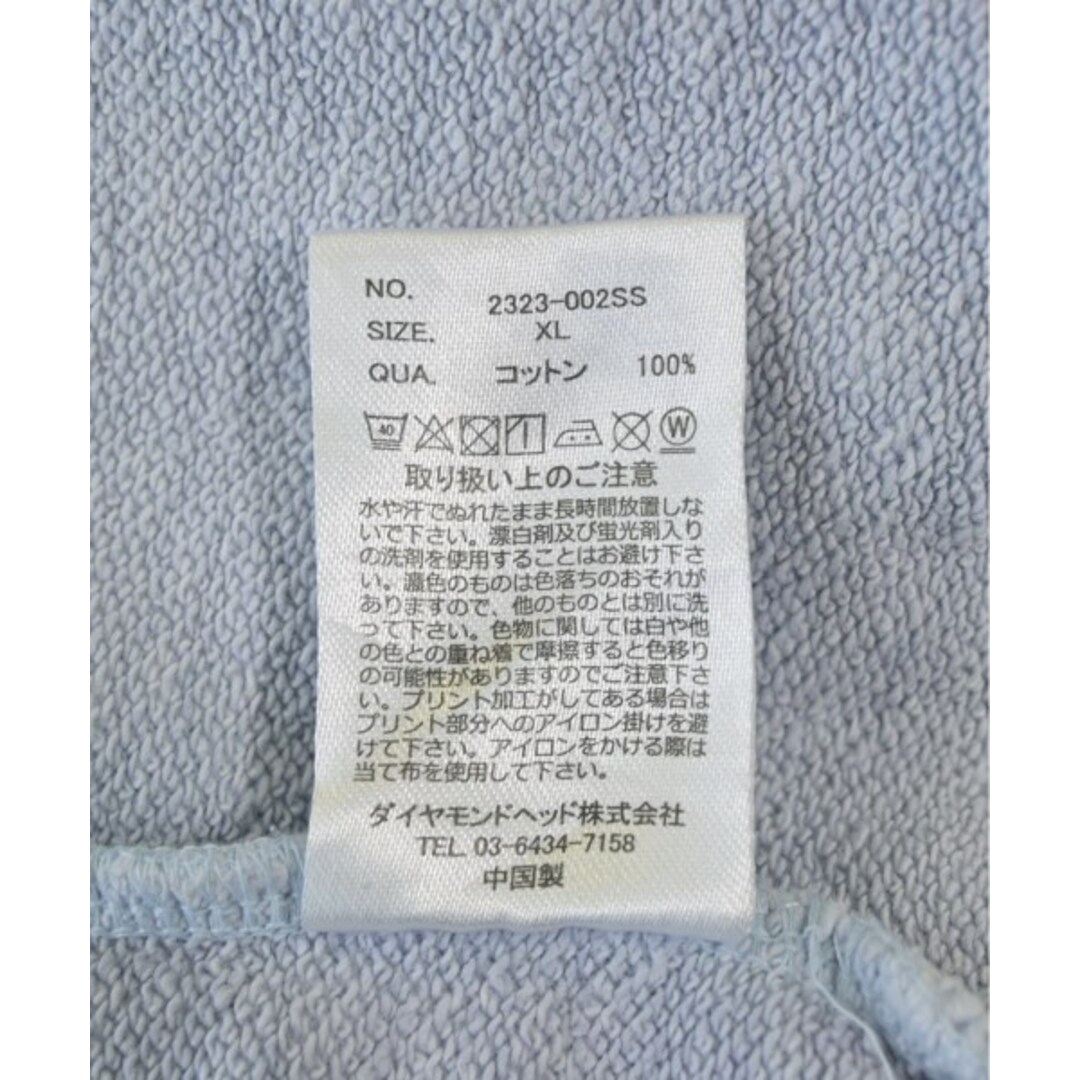 NO. 2323-002SS
SIZE. XL
QUA. コットン 100%
40 W
取り扱い上のご注意
水や汗でぬれたまま長時間放置しな
いで下さい。漂白剤及び蛍光剤入り
の洗剤を使用することはお避け下さ
い。濃色のものは色落ちのおそれが
ありますので、他のものとは別に洗
って下さい。色物に関しては白や他
の色との重ね着で摩擦すると色移り
の可能性がありますのでご注意下さ
い。プリント加工がしてある場合は
プリント部分へのアイロン掛けを避
けて下さい。アイロンをかける際は
当て布を使用して下さい。
ダイヤモンドヘッド株式会社
TEL 03-6434-7158
中国製